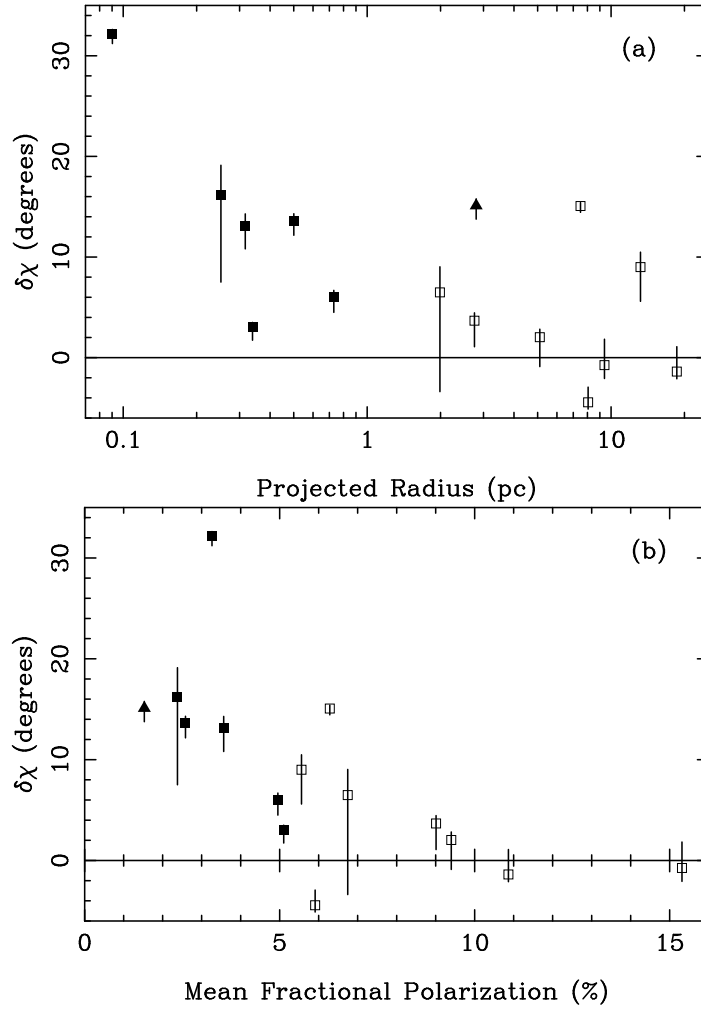 (a)
30
20
10
0
δχ (degrees)
0.1 1 10
Projected Radius (pc)
(b)
30
20
10
0
δχ (degrees)
0 5 10 15
Mean Fractional Polarization (%)